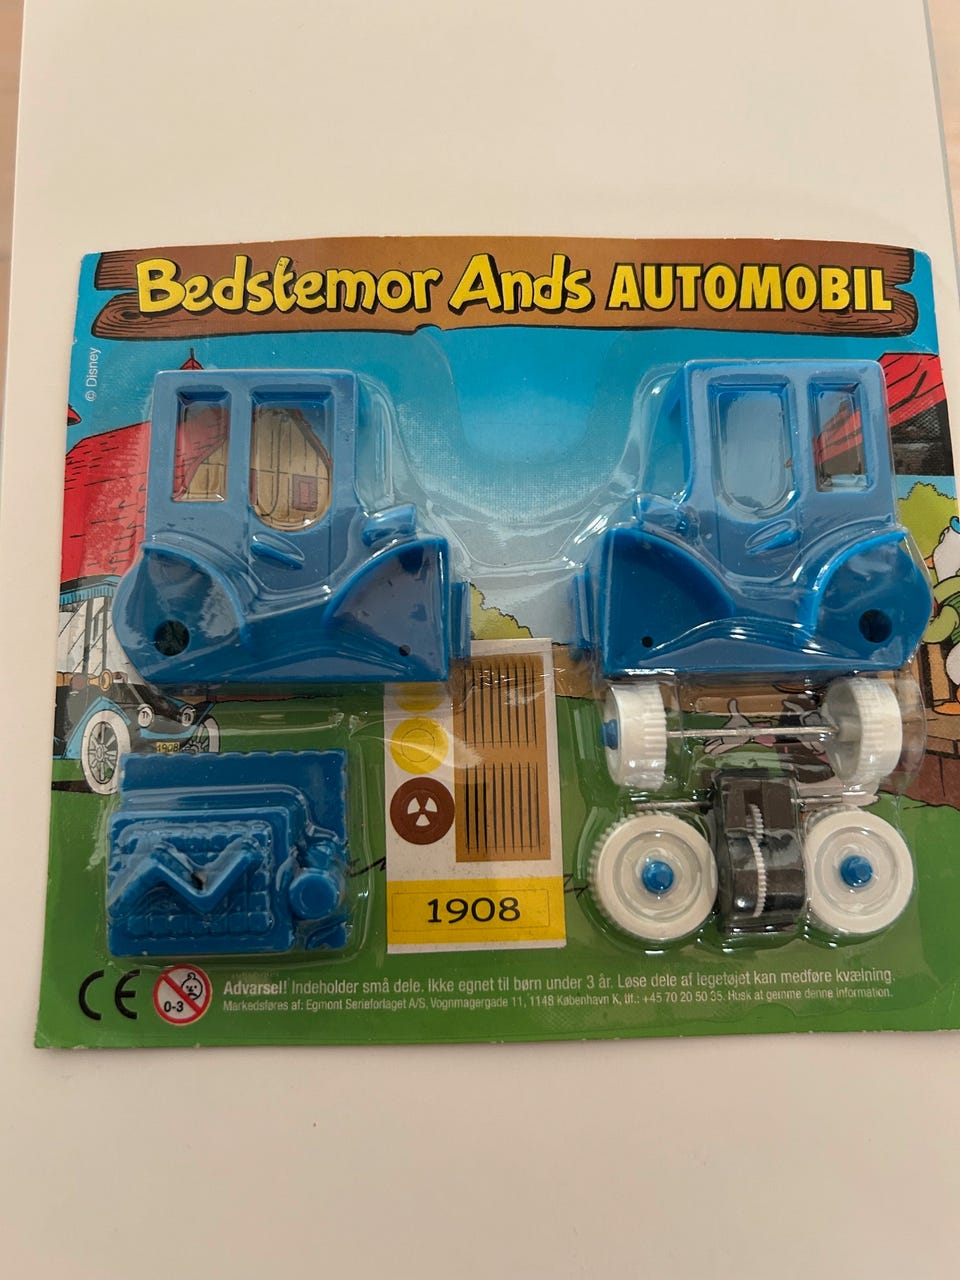 Bedstemor Ands AUTOMOBIL
© Disney
1908
1908
CE
0-3
Advarsel! Indeholder små dele. Ikke egnet til børn under 3 år. Løse dele af legetøjet kan medføre kvælning.
Markedsføres af: Egmont Serieforlaget A/S, Vognmagergade 11, 1148 København K, tlf.: +45 70 20 50 35. Husk at gemme denne information.